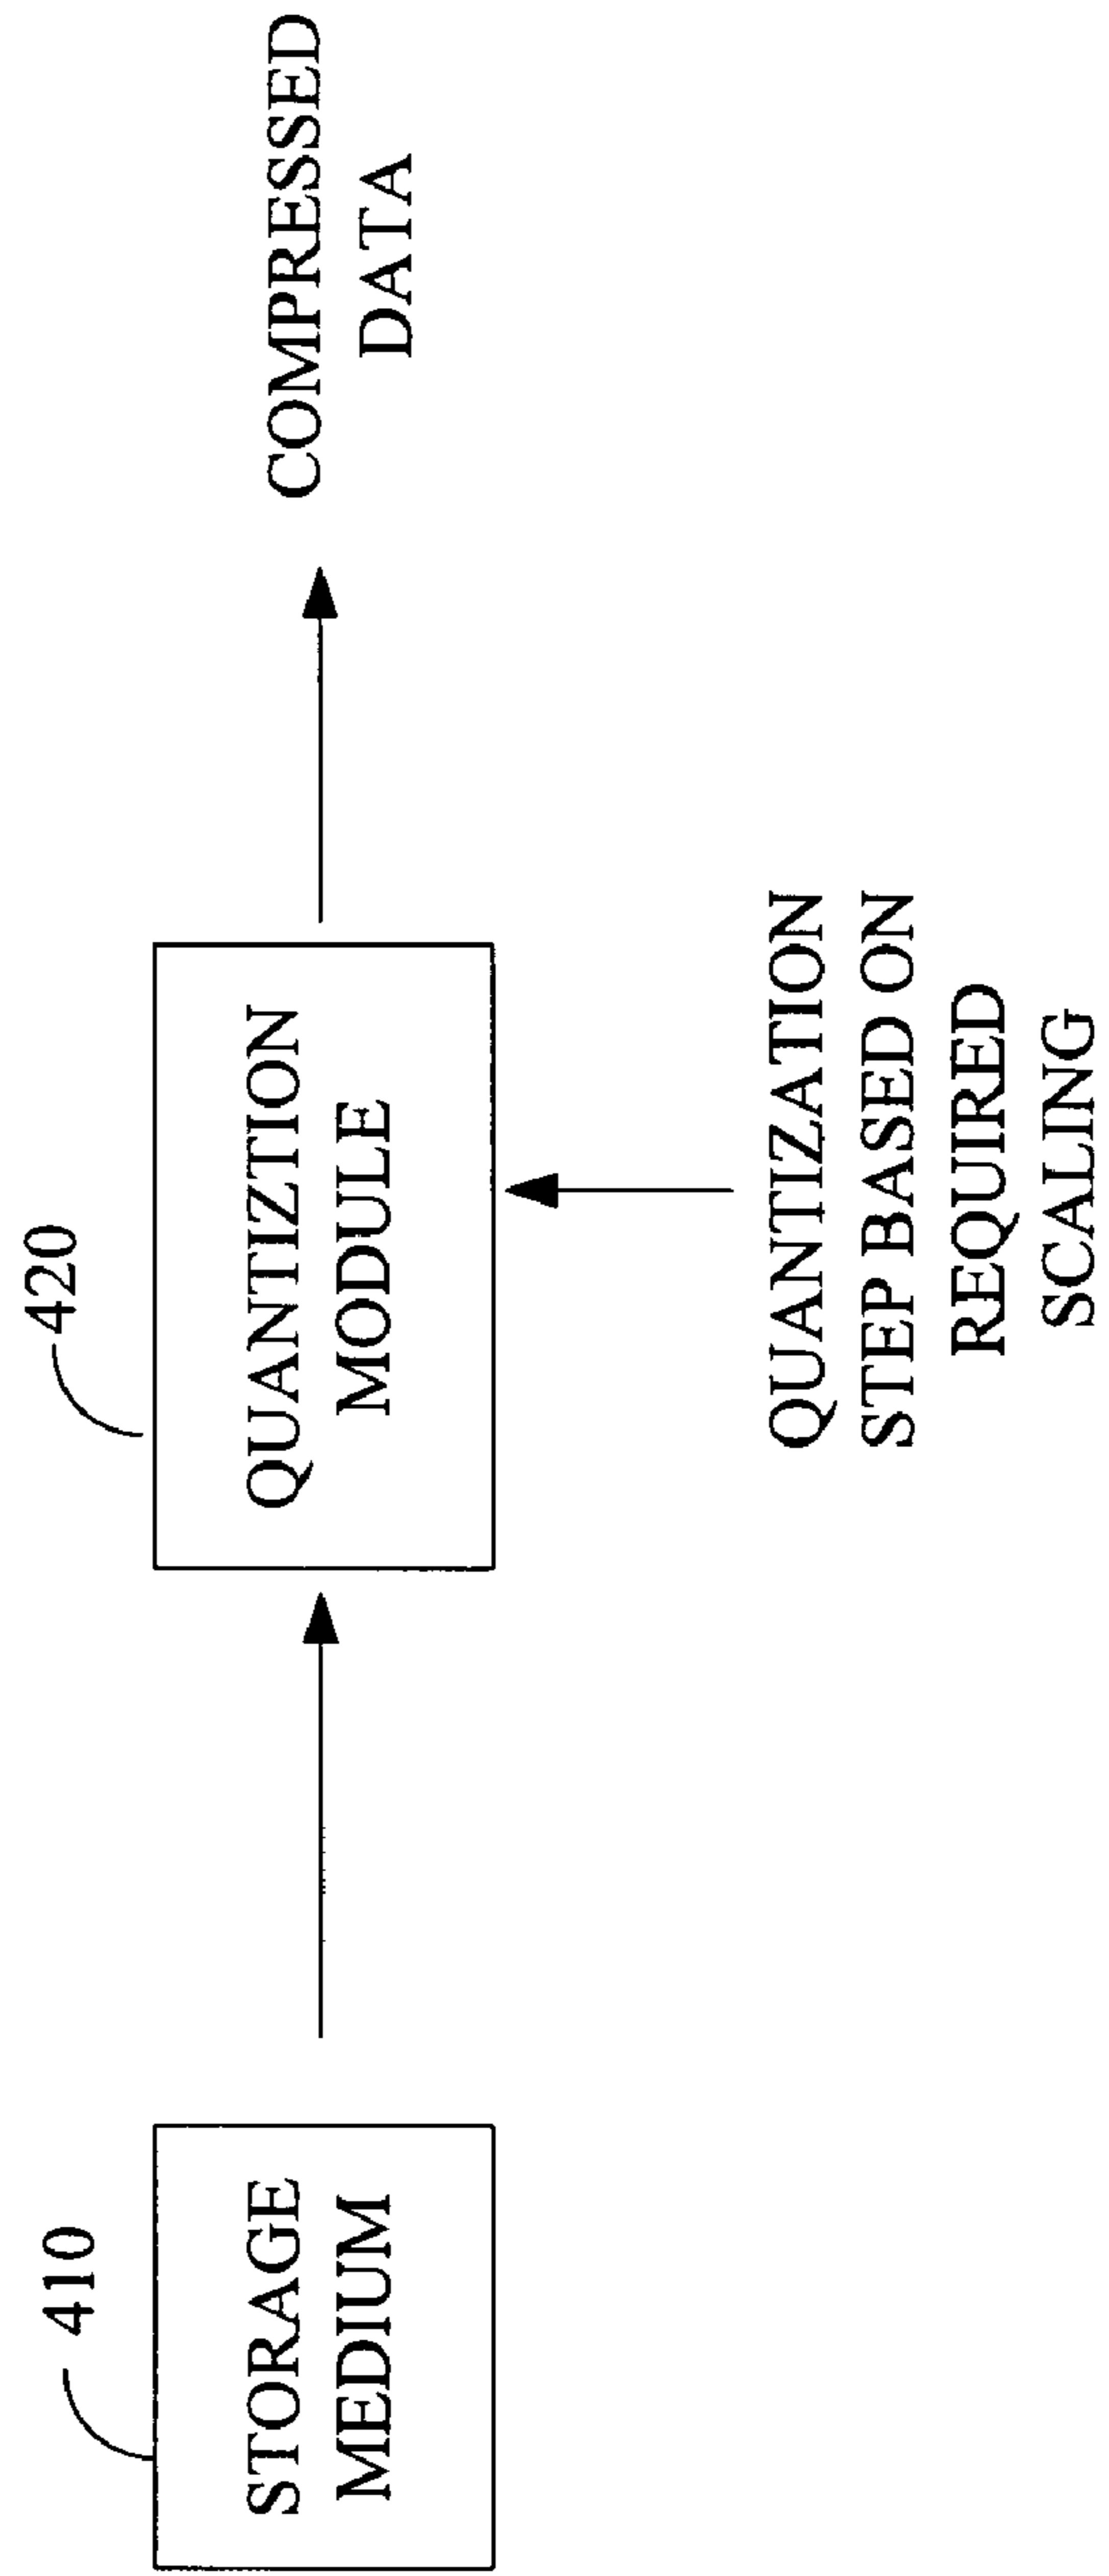 410
STORAGE
MEDIUM
420
QUANTIZTION
MODULE
QUANTIZATION
STEP BASED ON
REQUIRED
SCALING
COMPRESSED
DATA